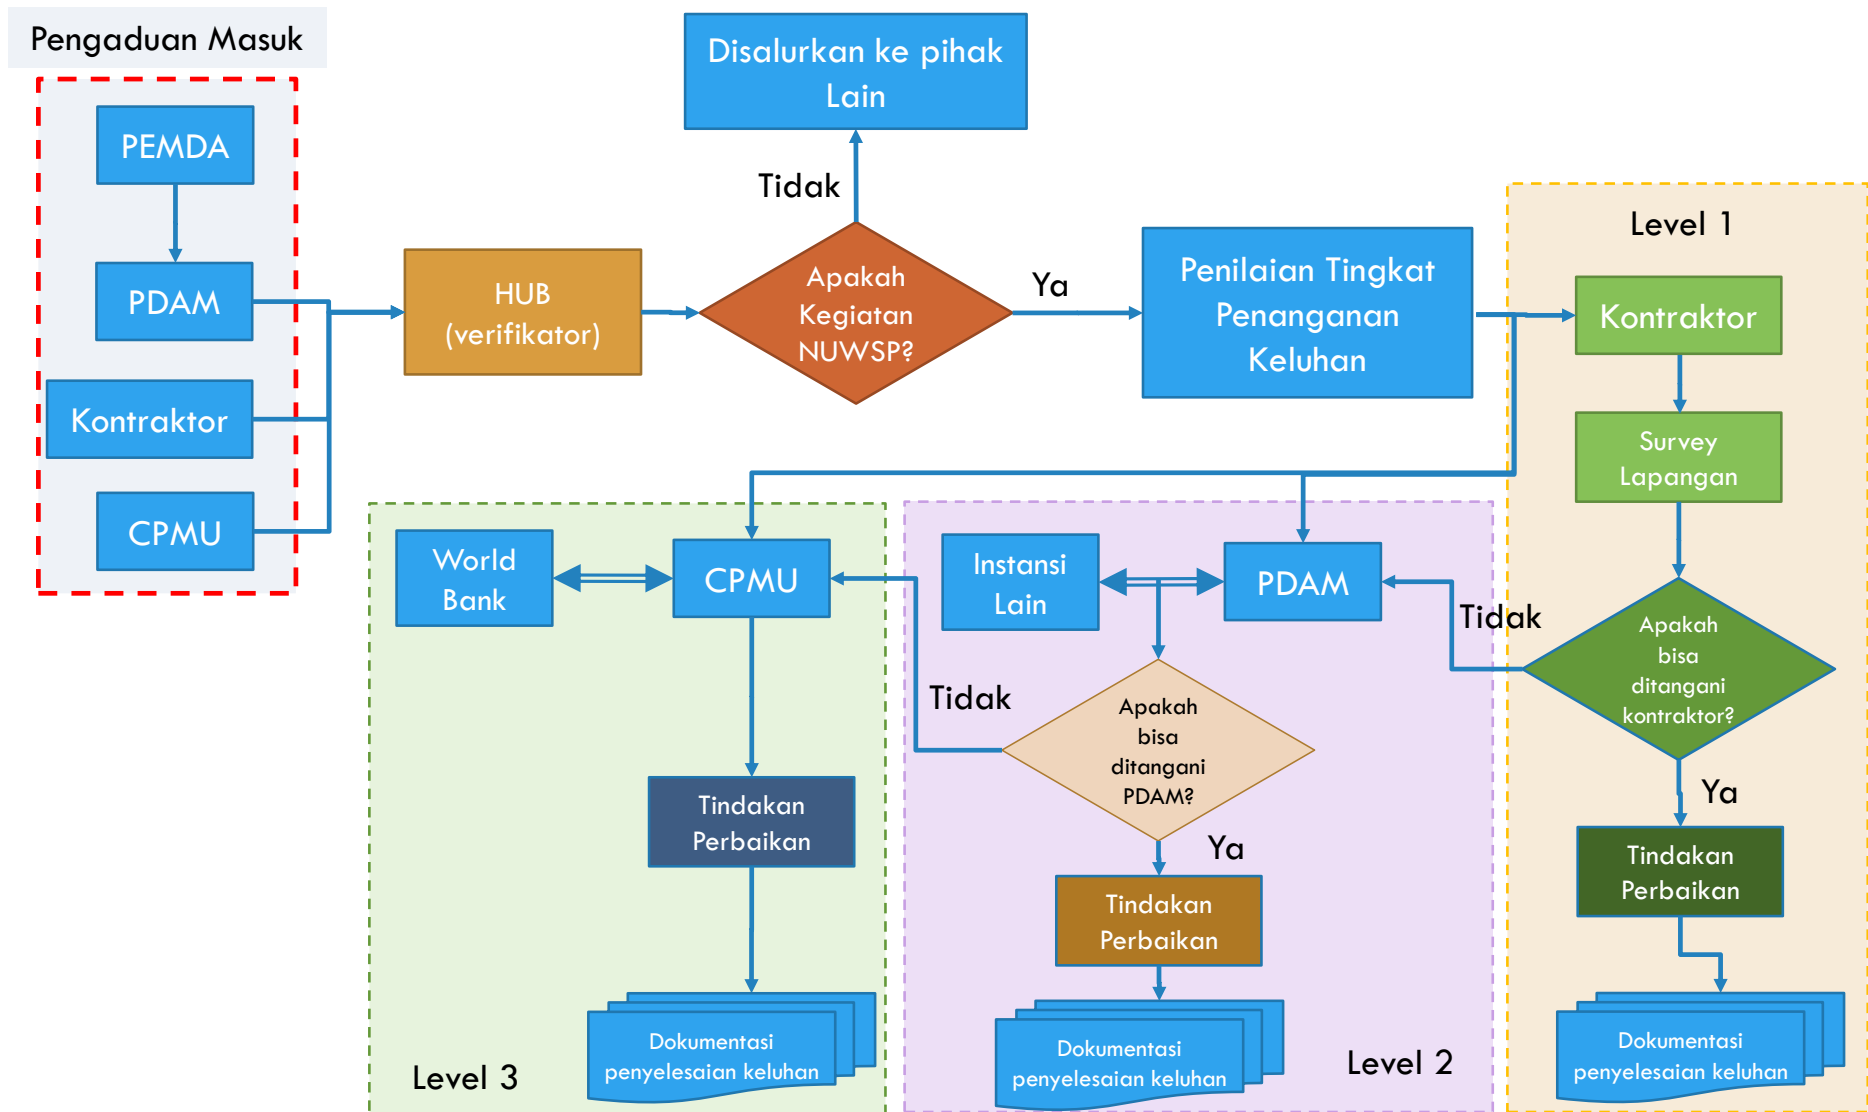 Pengaduan Masuk
PEMDA
PDAM
Kontraktor
CPMU
HUB
(verifikator)
Disalurkan ke pihak
Lain
Tidak
Apakah
Kegiatan
NUWSP?
Ya
Penilaian Tingkat
Penanganan
Keluhan
Level 1
Kontraktor
Survey
Lapangan
Apakah
bisa
ditangani
kontraktor?
Tidak
Ya
Tindakan
Perbaikan
Dokumentasi
penyelesaian keluhan
Instansi
Lain
PDAM
Apakah
bisa
ditangani
PDAM?
Tidak
Ya
Tindakan
Perbaikan
Dokumentasi
penyelesaian keluhan
Level 2
World
Bank
CPMU
Tindakan
Perbaikan
Dokumentasi
penyelesaian keluhan
Level 3